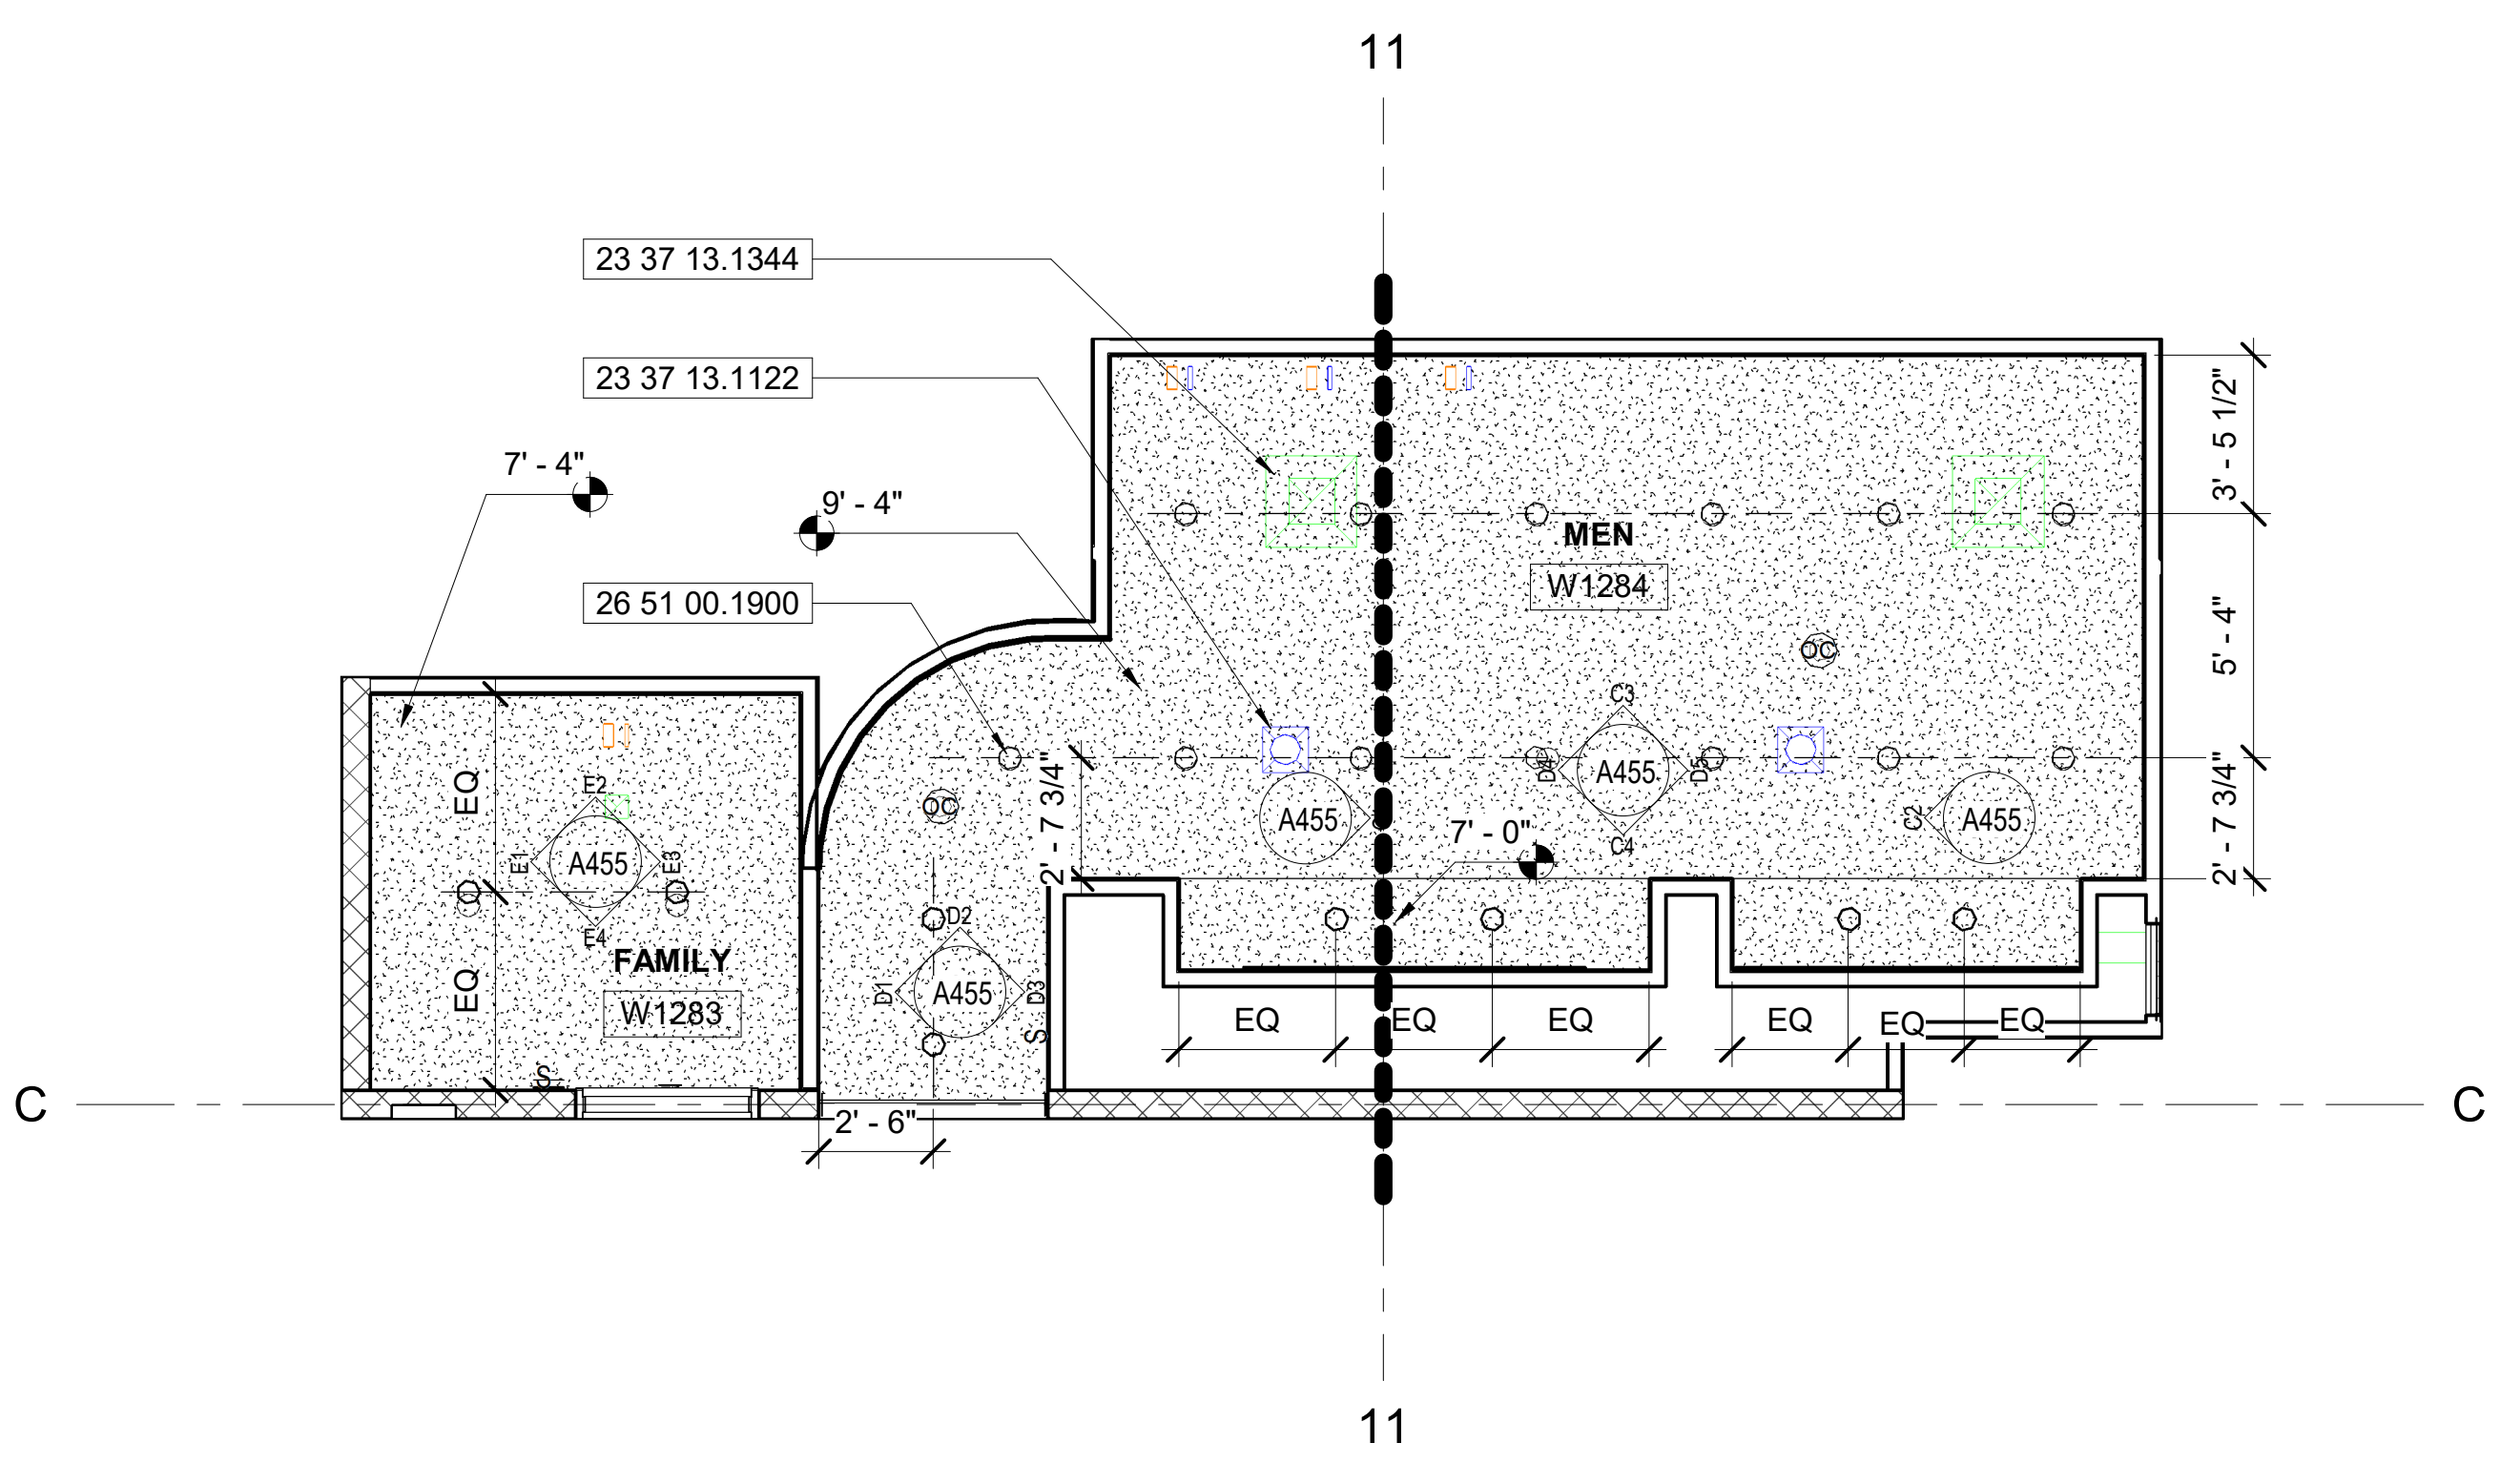 11
23 37 13.1344
23 37 13.1122
3' - 5 1/2"
7' - 4"
9' - 4"
MEN
W1284
26 51 00.1900
5' - 4"
OC
C3
EQ
E2
OC
2' - 7 3/4"
D4
A455
D5
A455
C2
A455
2' - 7 3/4"
7' - 0"
C4
E1
A455
E3
D2
E4
FAMILY
EQ
W1283
D1
A455
D3
S
EQ
EQ
EQ
EQ
EQ
EQ
S
C
C
2' - 6"
11